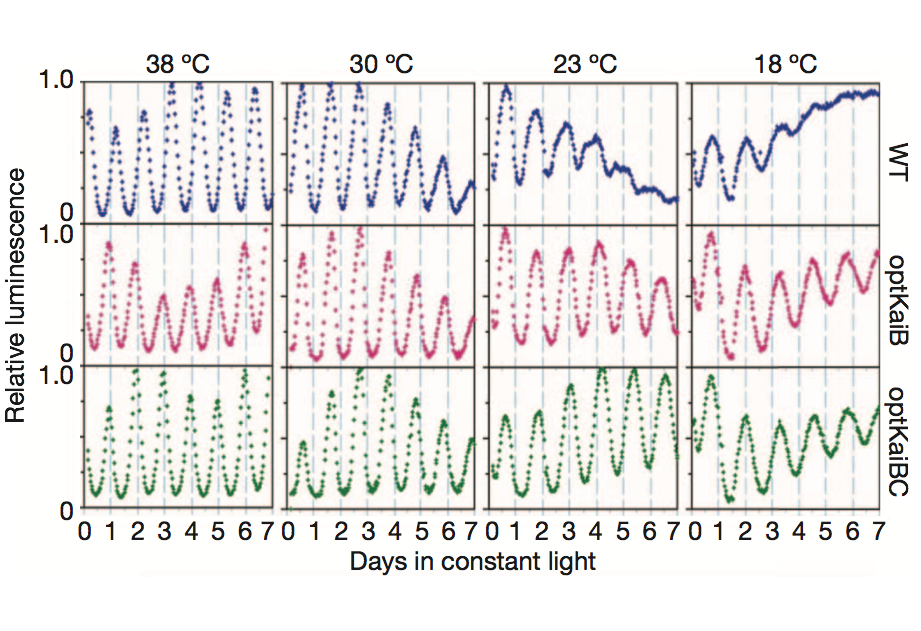 38 ºC 30 ºC 23 ºC 18 ºC
1.0
0
WT
1.0
0
optKaiB
1.0
0
optKaiBC
Relative luminescence
0 1 2 3 4 5 6 7 0 1 2 3 4 5 6 7 0 1 2 3 4 5 6 7 0 1 2 3 4 5 6 7
Days in constant light